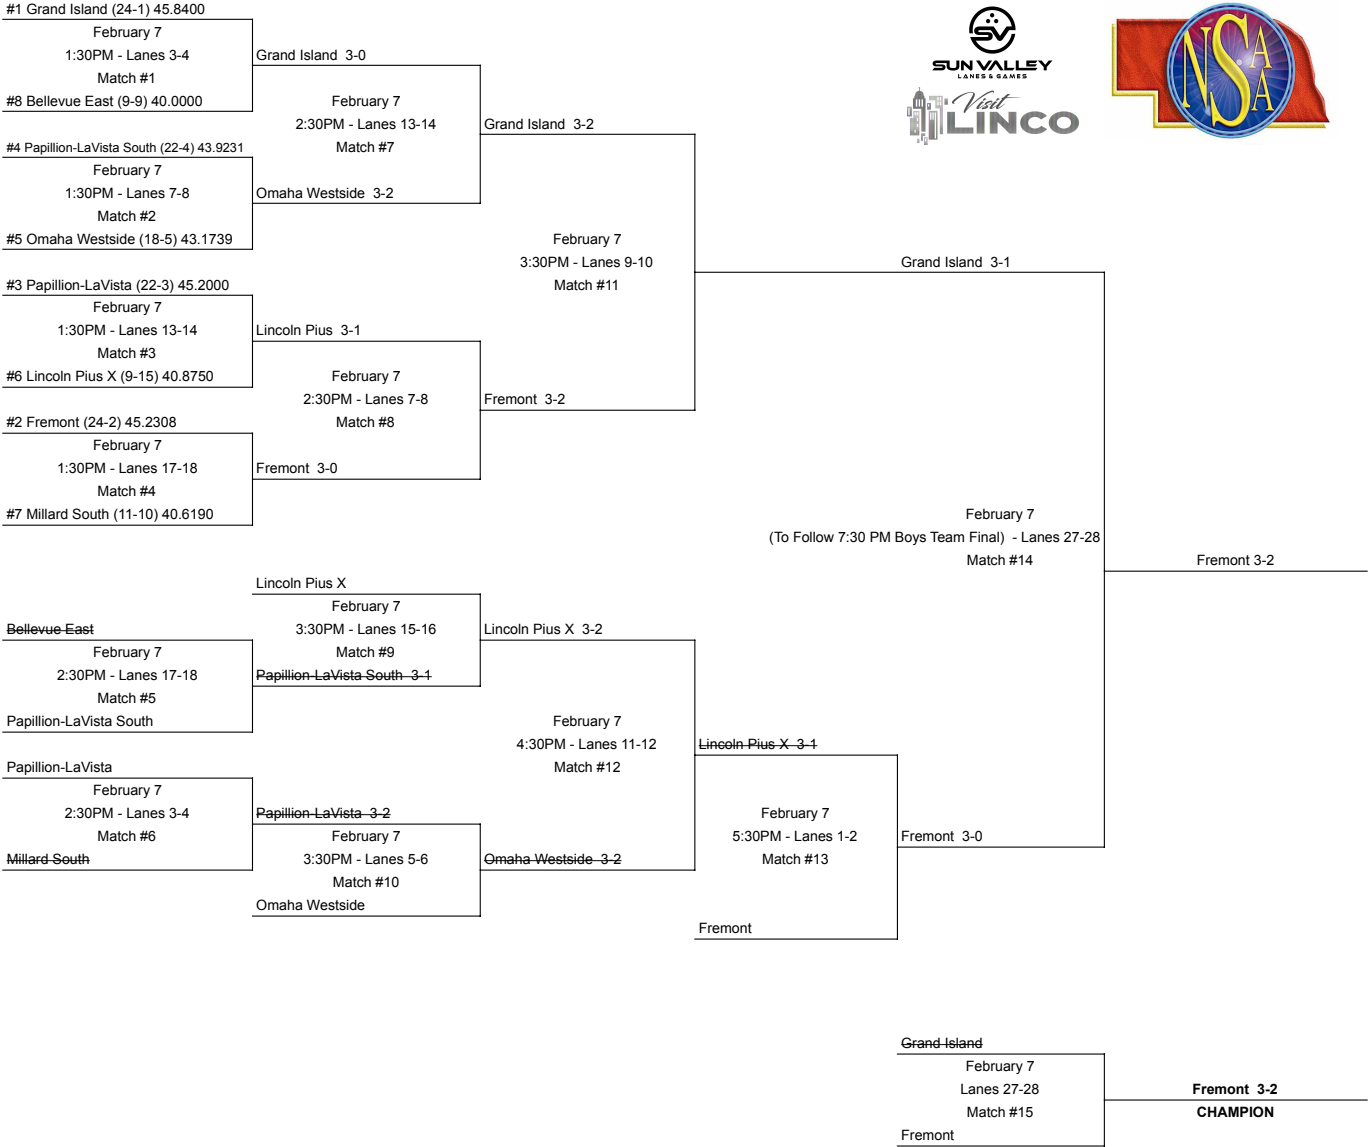 #1 Grand Island (24-1) 45.8400
February 7
1:30PM - Lanes 3-4
Match #1
#8 Bellevue East (9-9) 40.0000
#4 Papillion-LaVista South (22-4) 43.9231
February 7
1:30PM - Lanes 7-8
Match #2
#5 Omaha Westside (18-5) 43.1739
#3 Papillion-LaVista (22-3) 45.2000
February 7
1:30PM - Lanes 13-14
Match #3
#6 Lincoln Pius X (9-15) 40.8750
#2 Fremont (24-2) 45.2308
February 7
1:30PM - Lanes 17-18
Match #4
#7 Millard South (11-10) 40.6190
Grand Island 3-0
February 7
2:30PM - Lanes 13-14
Match #7
Omaha Westside 3-2
Lincoln Pius 3-1
February 7
2:30PM - Lanes 7-8
Match #8
Fremont 3-0
Grand Island 3-2
February 7
3:30PM - Lanes 9-10
Match #11
Fremont 3-2
SV
SUN VALLEY
LANES & GAMES
Visit
LINCO
NSAA
Grand Island 3-1
February 7
(To Follow 7:30 PM Boys Team Final) - Lanes 27-28
Match #14
Fremont 3-2
Bellevue East
February 7
2:30PM - Lanes 17-18
Match #5
Papillion-LaVista South
Papillion-LaVista
February 7
2:30PM - Lanes 3-4
Match #6
Millard South
Lincoln Pius X
February 7
3:30PM - Lanes 15-16
Match #9
Papillion-LaVista South 3-1
Papillion-LaVista 3-2
February 7
3:30PM - Lanes 5-6
Match #10
Omaha Westside
Lincoln Pius X 3-2
February 7
4:30PM - Lanes 11-12
Match #12
Omaha Westside 3-2
Lincoln Pius X 3-1
February 7
5:30PM - Lanes 1-2
Match #13
Fremont
Fremont 3-0
Grand Island
February 7
Lanes 27-28
Match #15
Fremont
Fremont 3-2
CHAMPION